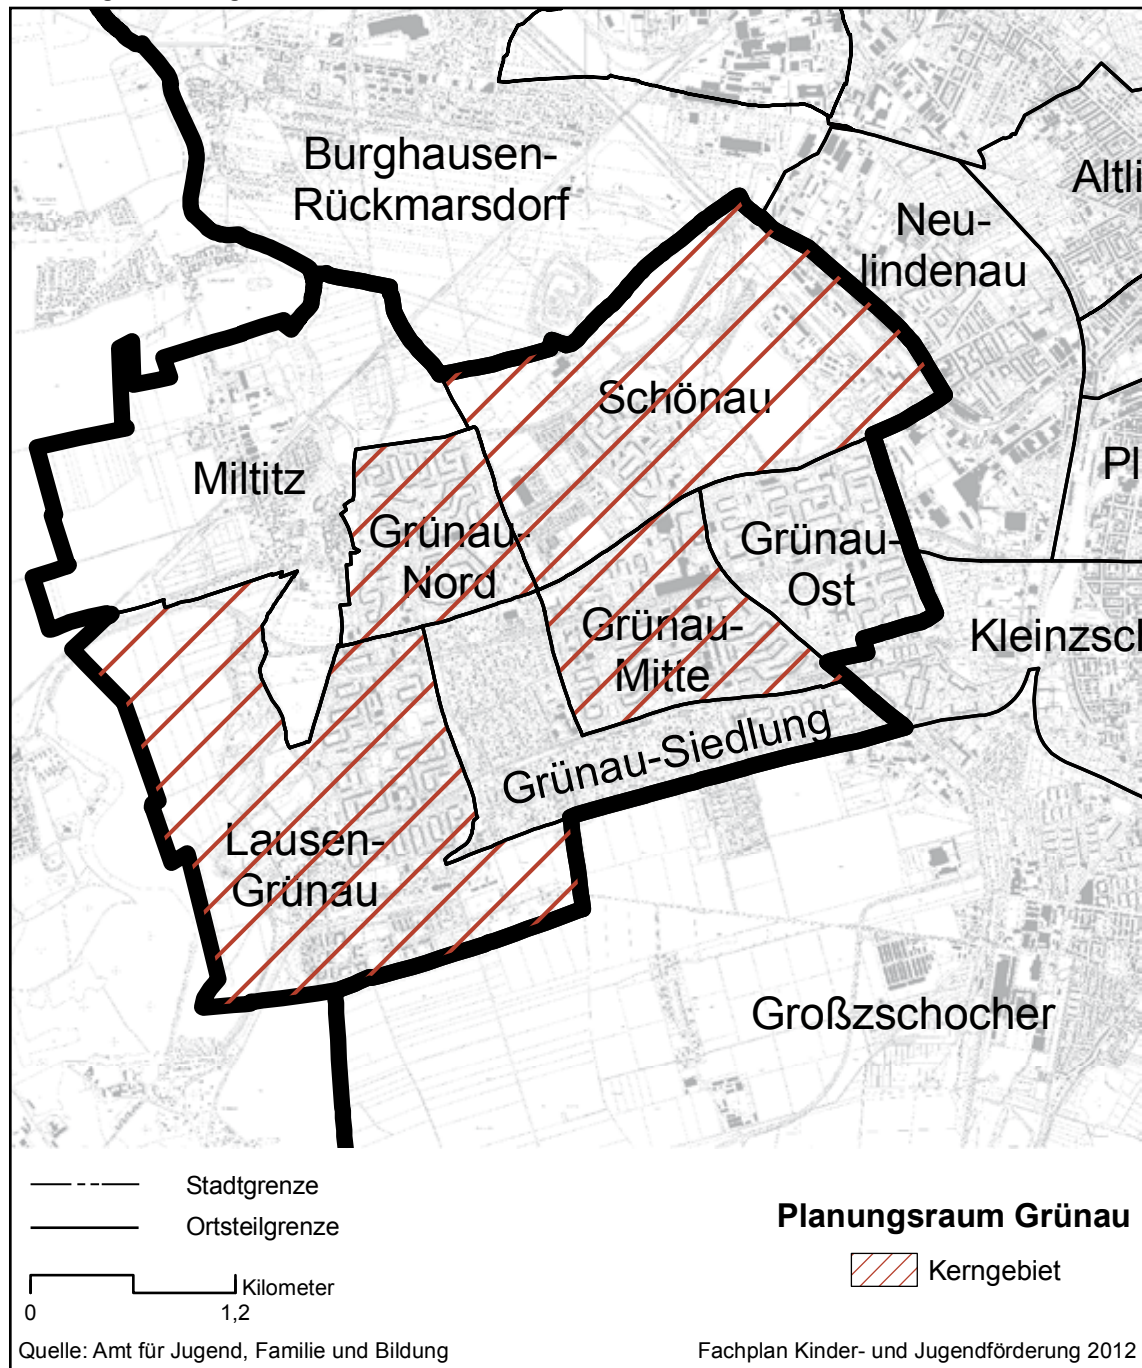 Burghausen-
Rückmarsdorf
Altli
Neu-
lindenau
Schönau
Miltitz
Pl
Grünau-
Nord
Grünau-
Ost
Grünau-
Mitte
Kleinzsch
Grünau-Siedlung
Lausen-
Grünau
Großzschocher
Stadtgrenze
Ortsteilgrenze
Planungsraum Grünau
Kerngebiet
Kilometer
0 1,2
Quelle: Amt für Jugend, Familie und Bildung
Fachplan Kinder- und Jugendförderung 2012